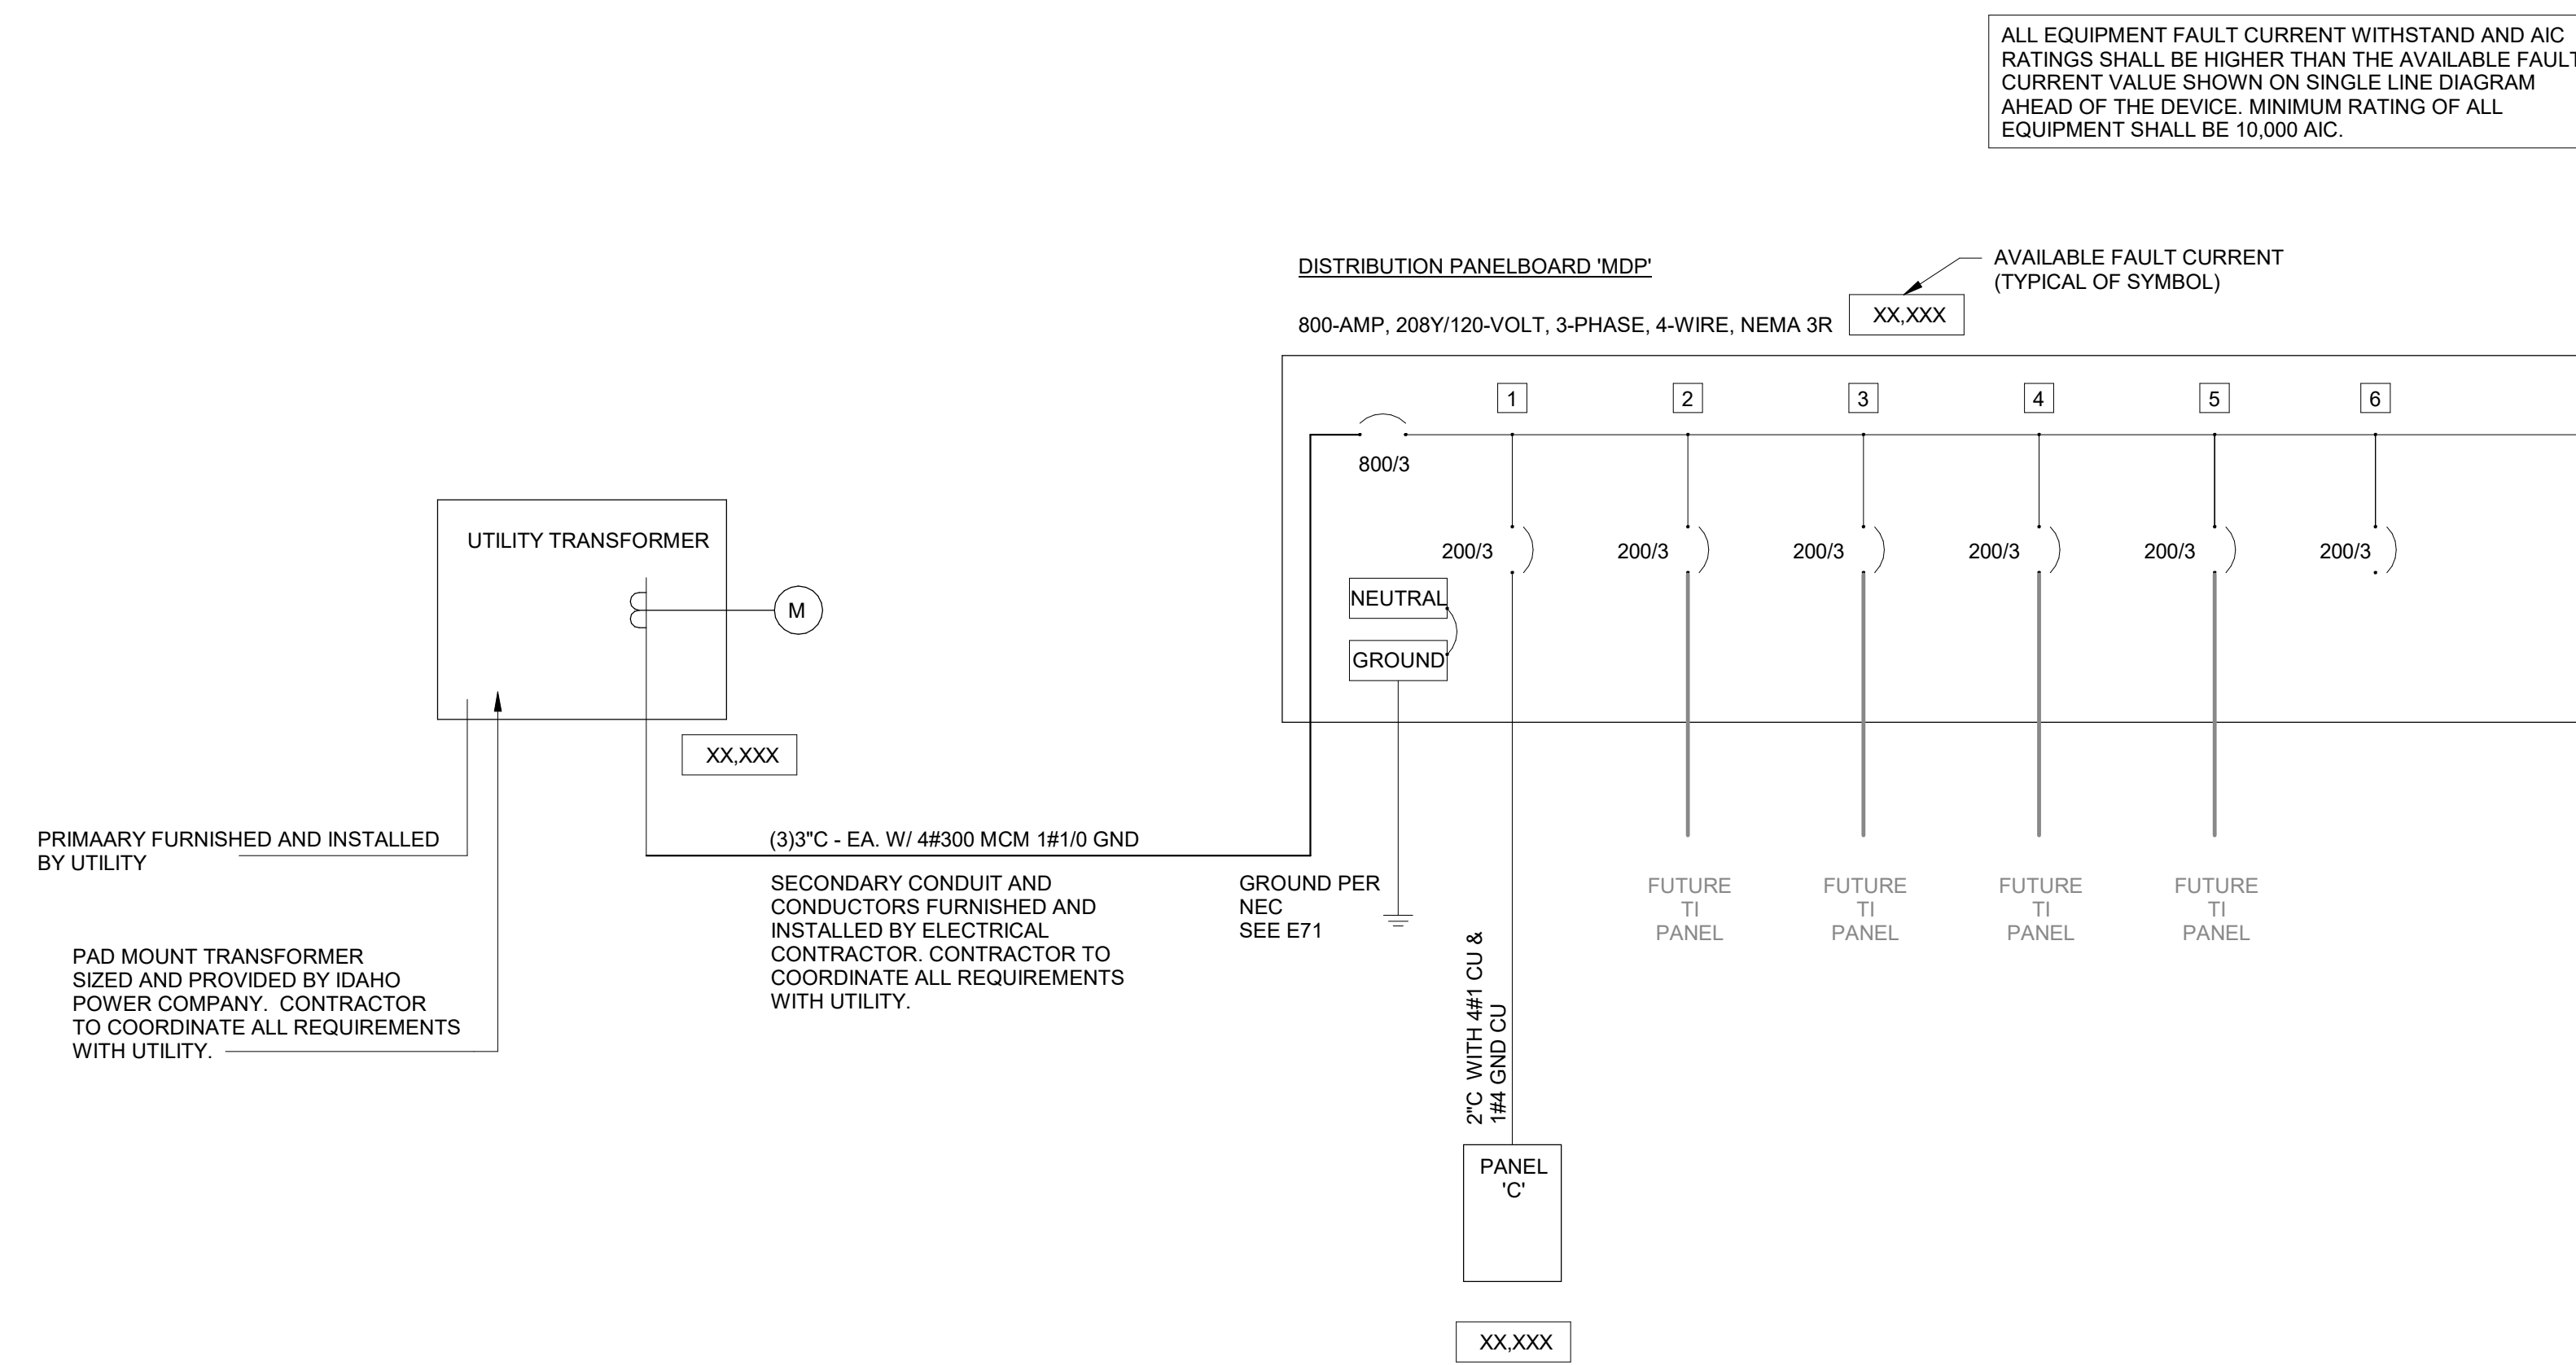 ALL EQUIPMENT FAULT CURRENT WITHSTAND AND AIC
RATINGS SHALL BE HIGHER THAN THE AVAILABLE FAULT
CURRENT VALUE SHOWN ON SINGLE LINE DIAGRAM
AHEAD OF THE DEVICE. MINIMUM RATING OF ALL
EQUIPMENT SHALL BE 10,000 AIC.
DISTRIBUTION PANELBOARD 'MDP'
AVAILABLE FAULT CURRENT
(TYPICAL OF SYMBOL)
800-AMP, 208Y/120-VOLT, 3-PHASE, 4-WIRE, NEMA 3R
XX,XXX
1
2
3
4
5
6
800/3
200/3
200/3
200/3
200/3
200/3
200/3
NEUTRAL
GROUND
UTILITY TRANSFORMER
M
XX,XXX
PRIMAARY FURNISHED AND INSTALLED
BY UTILITY
(3)3"C - EA. W/ 4#300 MCM 1#1/0 GND
SECONDARY CONDUIT AND
CONDUCTORS FURNISHED AND
INSTALLED BY ELECTRICAL
CONTRACTOR. CONTRACTOR TO
COORDINATE ALL REQUIREMENTS
WITH UTILITY.
GROUND PER
NEC
SEE E71
FUTURE
TI
PANEL
FUTURE
TI
PANEL
FUTURE
TI
PANEL
FUTURE
TI
PANEL
PAD MOUNT TRANSFORMER
SIZED AND PROVIDED BY IDAHO
POWER COMPANY. CONTRACTOR
TO COORDINATE ALL REQUIREMENTS
WITH UTILITY.
2"C WITH 4#1 CU &
1#4 GND CU
PANEL
'C'
XX,XXX